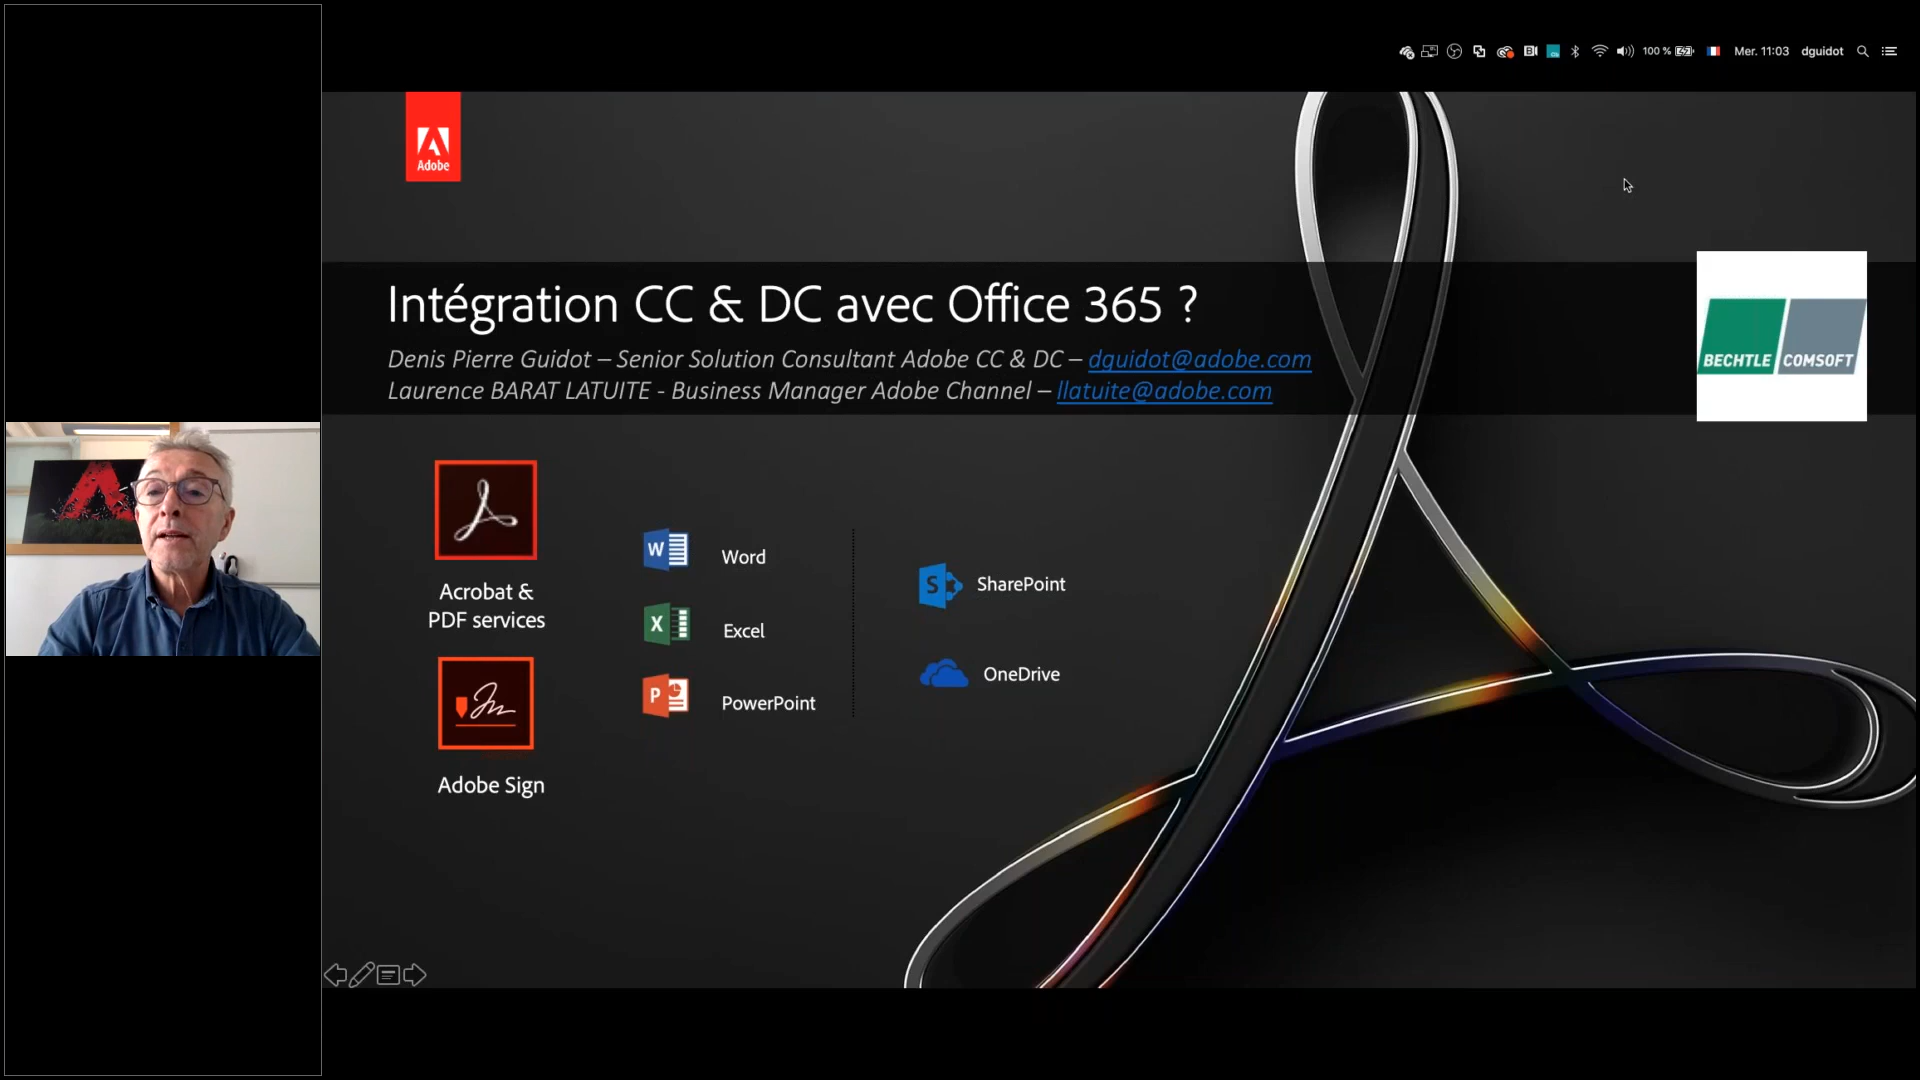 100 %
Mer. 11:03
dguidot
Adobe
Intégration CC & DC avec Office 365 ?
Denis Pierre Guidot – Senior Solution Consultant Adobe CC & DC – dguidot@adobe.com
Laurence BARAT LATUITE - Business Manager Adobe Channel – llatuite@adobe.com
BECHTLE COMSOFT
Acrobat &
PDF services
Adobe Sign
W
Word
X
Excel
P
PowerPoint
S
SharePoint
OneDrive